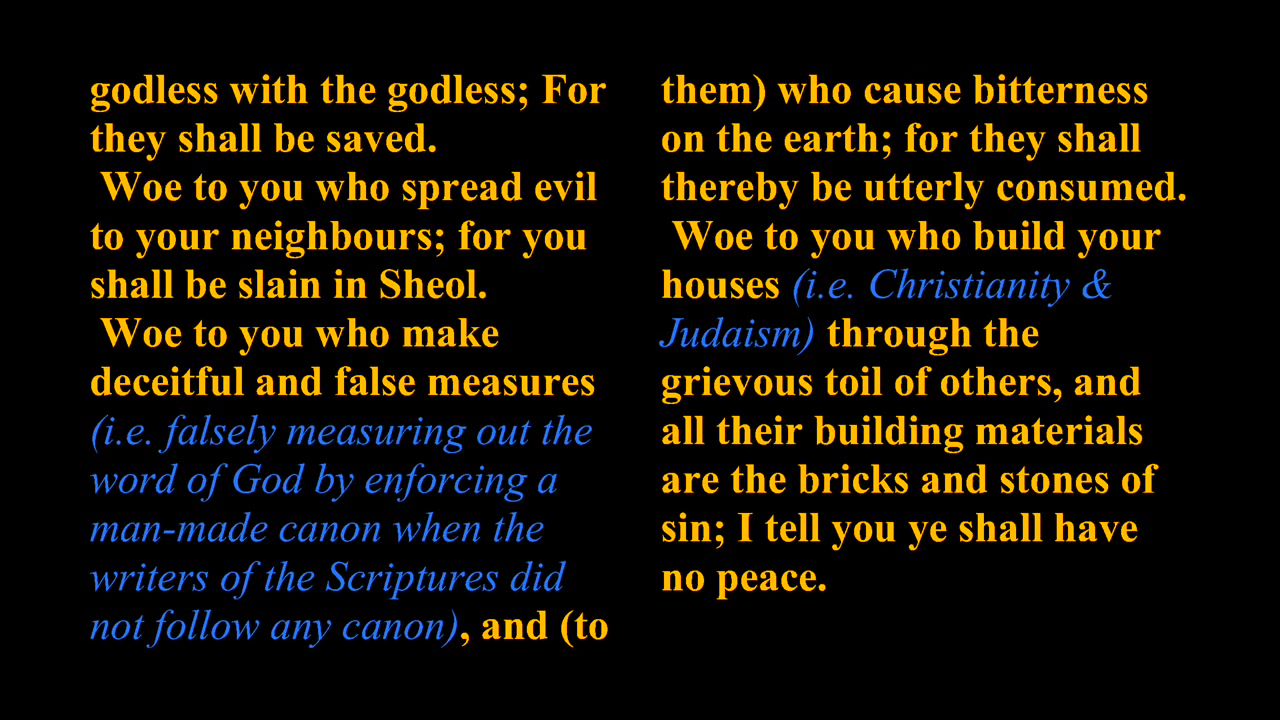 godless with the godless; For
they shall be saved.
Woe to you who spread evil
to your neighbours; for you
shall be slain in Sheol.
Woe to you who make
deceitful and false measures
(i.e. falsely measuring out the
word of God by enforcing a
man-made canon when the
writers of the Scriptures did
not follow any canon), and (to
them) who cause bitterness
on the earth; for they shall
thereby be utterly consumed.
Woe to you who build your
houses (i.e. Christianity &
Judaism) through the
grievous toil of others, and
all their building materials
are the bricks and stones of
sin; I tell you ye shall have
no peace.